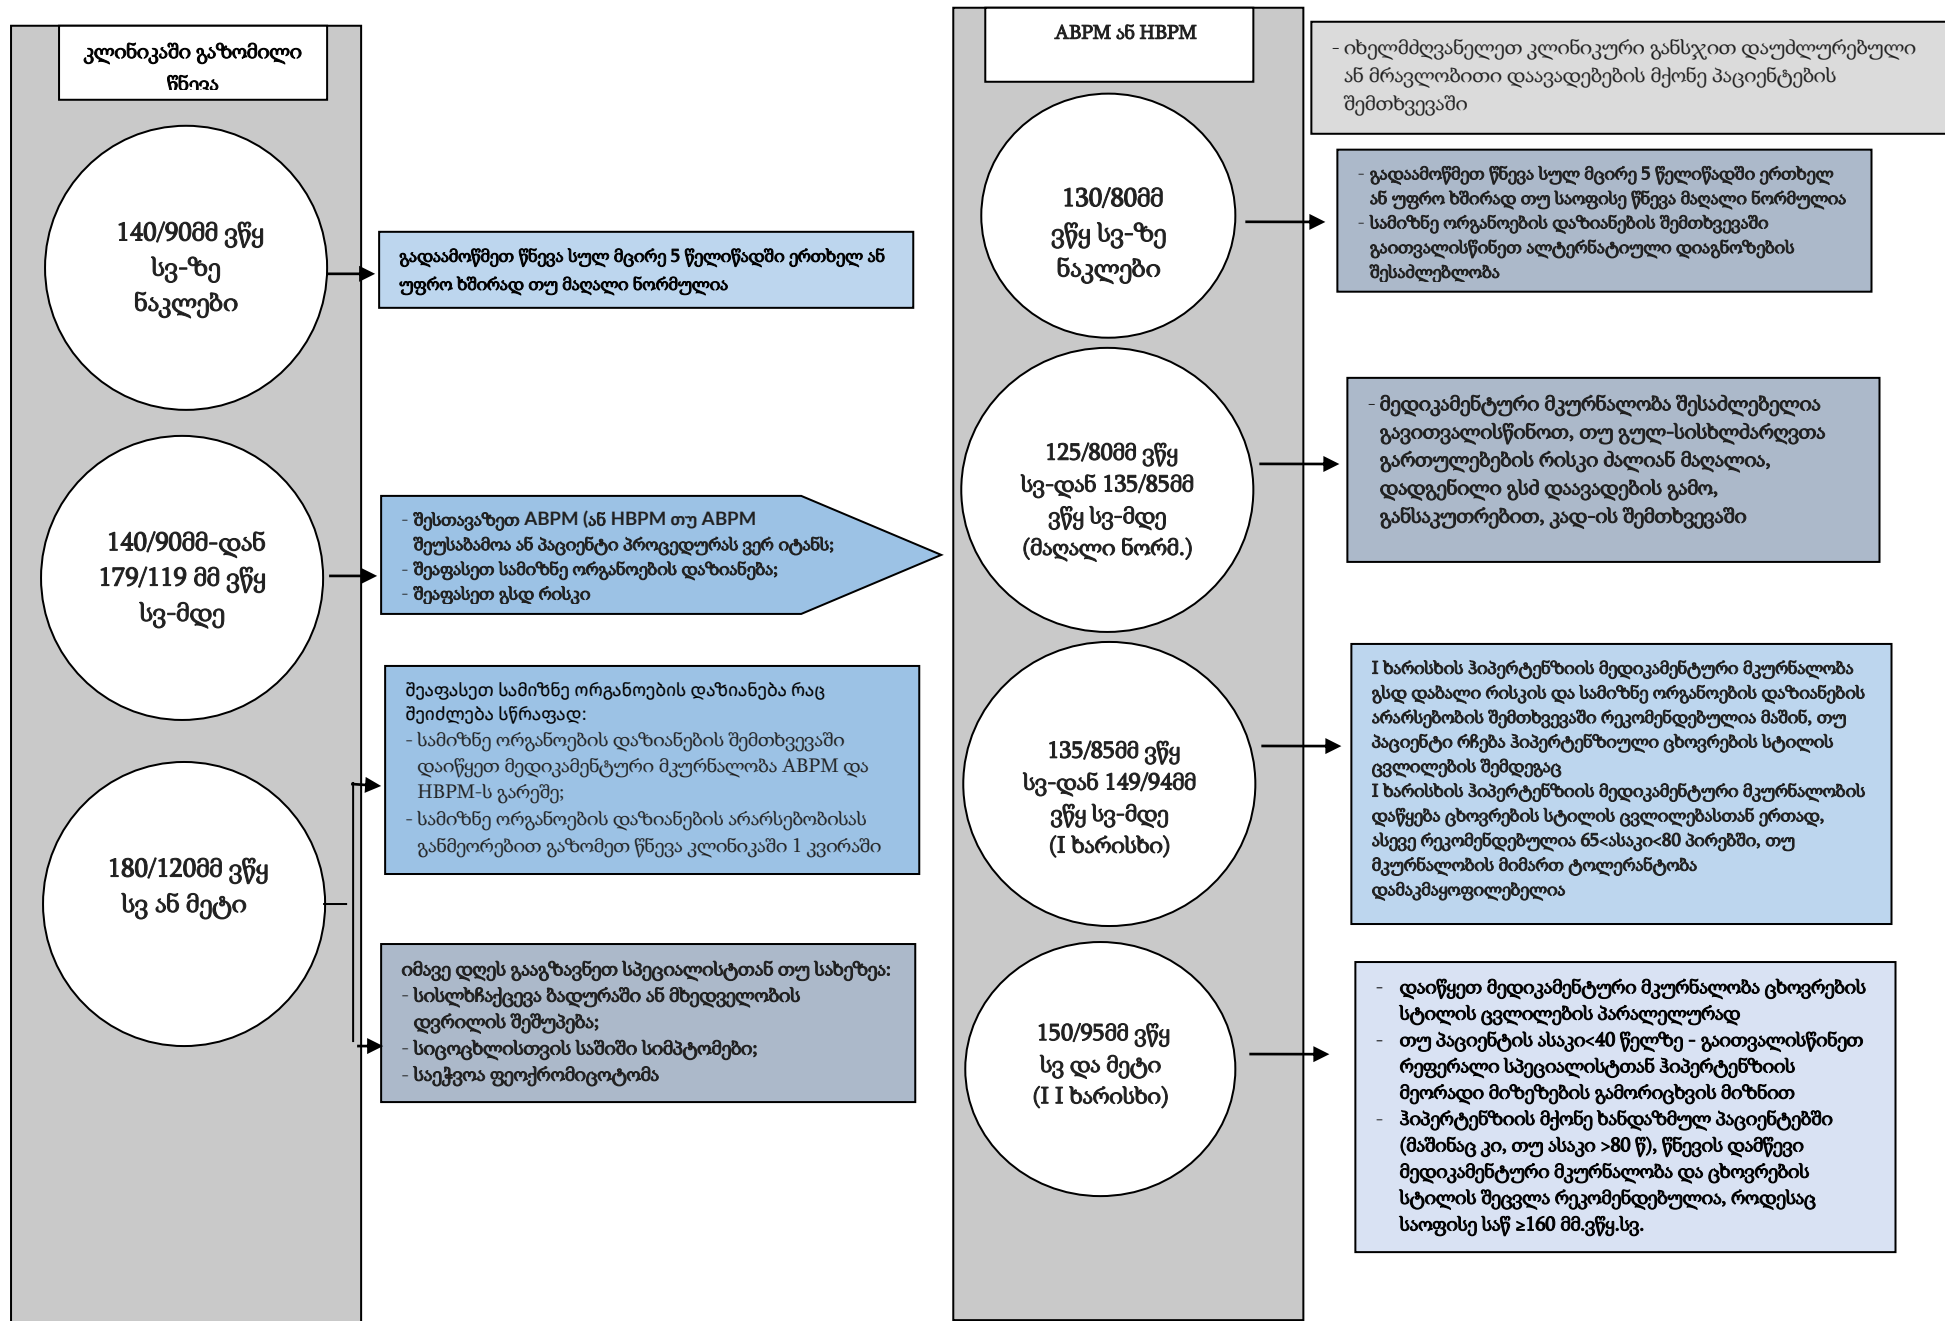 კლინიკაში გაზომილი
წნევა
140/90მმ ვწყ
სვ-ზე
ნაკლები
გადაამოწმეთ წნევა სულ მცირე 5 წელიწადში ერთხელ ან
უფრო ხშირად თუ მაღალი ნორმულია
140/90მმ-დან
179/119 მმ ვწყ
სვ-მდე
- შესთავაზეთ ABPM (ან HBPM თუ ABPM
შეუსაბამოა ან პაციენტი პროცედურას ვერ იტანს;
- შეაფასეთ სამიზნე ორგანოების დაზიანება;
- შეაფასეთ გსდ რისკი
180/120მმ ვწყ
სვ ან მეტი
შეაფასეთ სამიზნე ორგანოების დაზიანება რაც
შეიძლება სწრაფად:
- სამიზნე ორგანოების დაზიანების შემთხვევაში
დაიწყეთ მედიკამენტური მკურნალობა ABPM და
HBPM-ს გარეშე;
- სამიზნე ორგანოების დაზიანების არარსებობისას
განმეორებით გაზომეთ წნევა კლინიკაში 1 კვირაში
იმავე დღეს გააგზავნეთ სპეციალისტთან თუ სახეზეა:
- სისლხჩაქცევა ბადურაში ან მხედველობის
დვრილის შეშუპება;
- სიცოცხლისთვის საშიში სიმპტომები;
- საეჭვოა ფეოქრომიცოტომა
ABPM ან HBPM
- იხელმძღვანელეთ კლინიკური განსჯით დაუძლურებული
ან მრავლობითი დაავადებების მქონე პაციენტების
შემთხვევაში
130/80მმ
ვწყ სვ-ზე
ნაკლები
- გადაამოწმეთ წნევა სულ მცირე 5 წელიწადში ერთხელ
ან უფრო ხშირად თუ საოფისე წნევა მაღალი ნორმულია
- სამიზნე ორგანოების დაზიანების შემთხვევაში
გაითვალისწინეთ ალტერნატიული დიაგნოზების
შესაძლებლობა
125/80მმ ვწყ
სვ-დან 135/85მმ
ვწყ სვ-მდე
(მაღალი ნორმ.)
- მედიკამენტური მკურნალობა შესაძლებელია
გავითვალისწინოთ, თუ გულ-სისხლძარღვთა
გართულებების რისკი ძალიან მაღალია,
დადგენილი გსძ დაავადების გამო,
განსაკუთრებით, კად-ის შემთხვევაში
135/85მმ ვწყ
სვ-დან 149/94მმ
ვწყ სვ-მდე
(I ხარისხი)
I ხარისხის ჰიპერტენზიის მედიკამენტური მკურნალობა
გსდ დაბალი რისკის და სამიზნე ორგანოების დაზიანების
არარსებობის შემთხვევაში რეკომენდებულია მაშინ, თუ
პაციენტი რჩება ჰიპერტენზიული ცხოვრების სტილის
ცვლილების შემდეგაც
I ხარისხის ჰიპერტენზიის მედიკამენტური მკურნალობის
დაწყება ცხოვრების სტილის ცვლილებასთან ერთად,
ასევე რეკომენდებულია 65<ასაკი<80 პირებში, თუ
მკურნალობის მიმართ ტოლერანტობა
დამაკმაყოფილებელია
150/95მმ ვწყ
სვ და მეტი
(I I ხარისხი)
- დაიწყეთ მედიკამენტური მკურნალობა ცხოვრების
სტილის ცვლილების პარალელურად
- თუ პაციენტის ასაკი<40 წელზე - გაითვალისწინეთ
რეფერალი სპეციალისტთან ჰიპერტენზიის
მეორადი მიზეზების გამორიცხვის მიზნით
- ჰიპერტენზიის მქონე ხანდაზმულ პაციენტებში
(მაშინაც კი, თუ ასაკი >80 წ), წნევის დამწევი
მედიკამენტური მკურნალობა და ცხოვრების
სტილის შეცვლა რეკომენდებულია, როდესაც
საოფისე საწ ≥160 მმ.ვწყ.სვ.